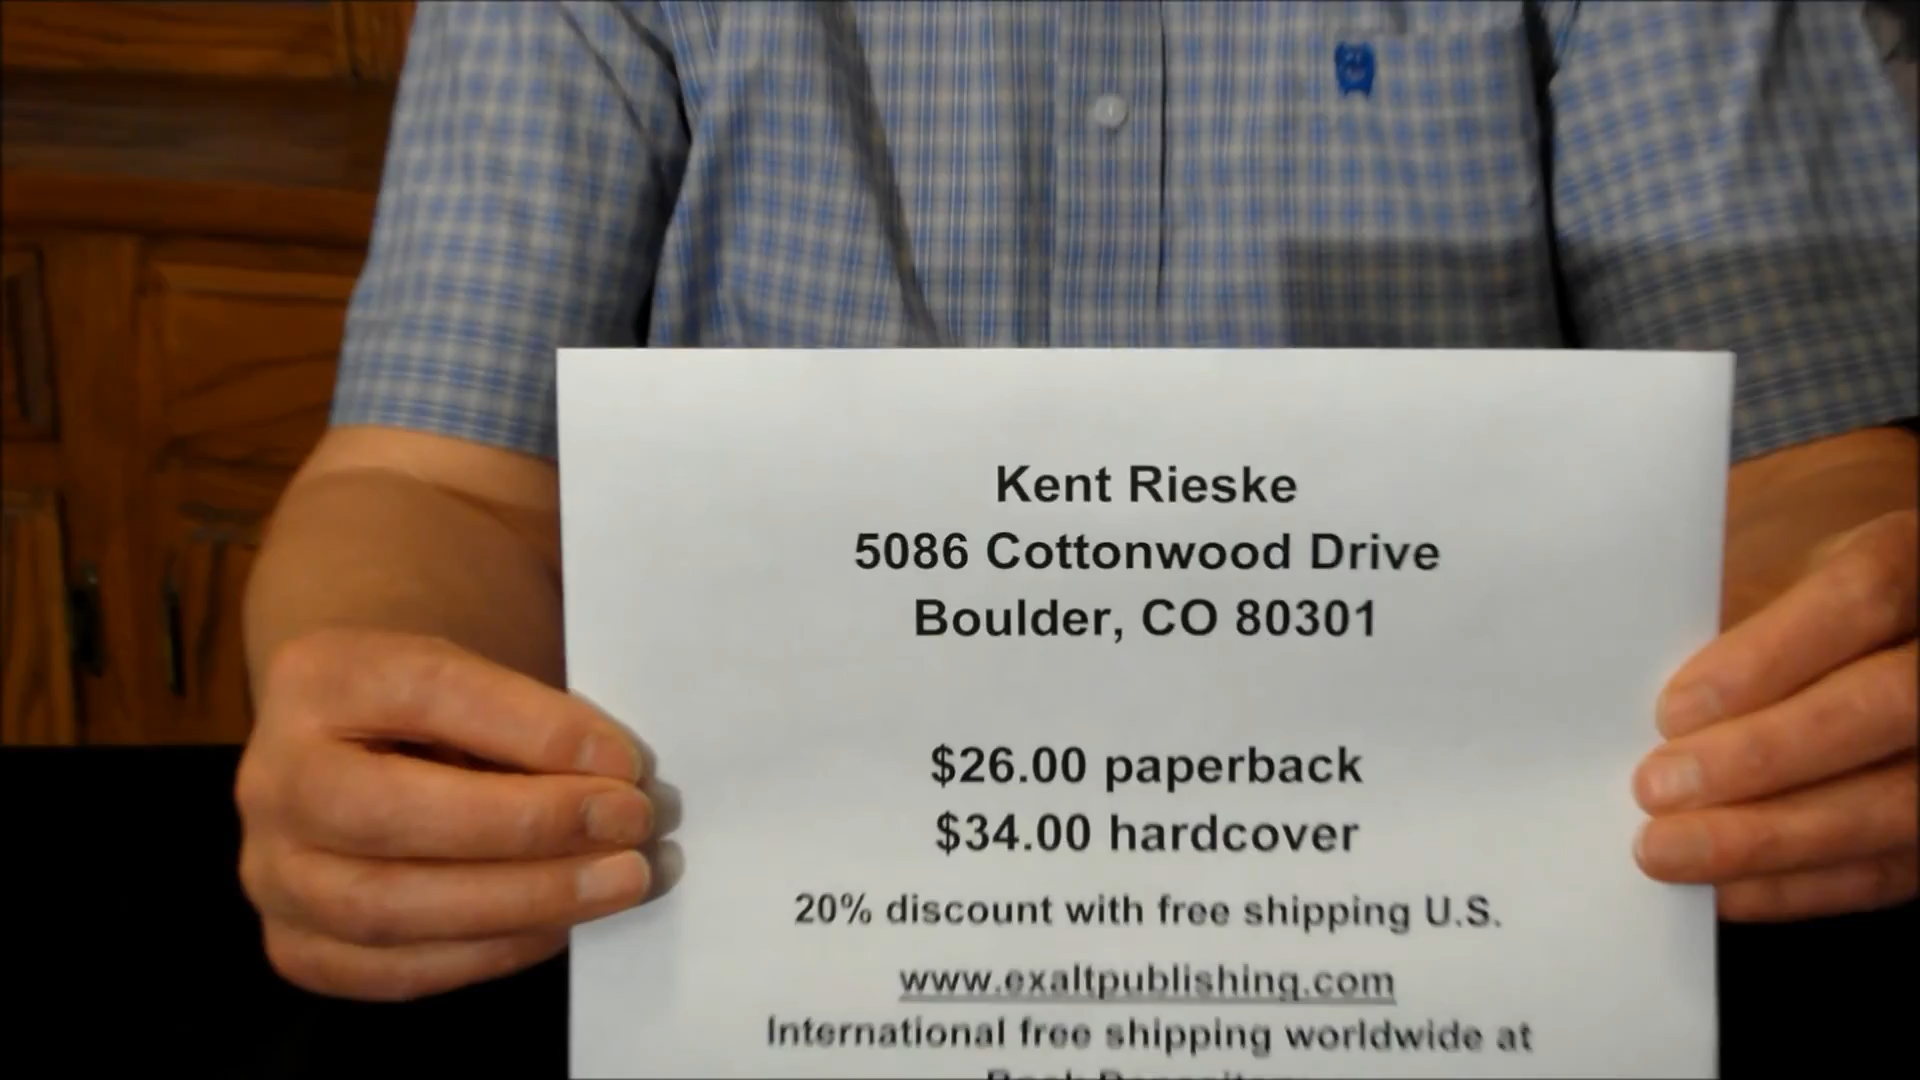 Kent Rieske
5086 Cottonwood Drive
Boulder, CO 80301
$26.00 paperback
$34.00 hardcover
20% discount with free shipping U.S.
www.exaltpublishing.com
International free shipping worldwide at